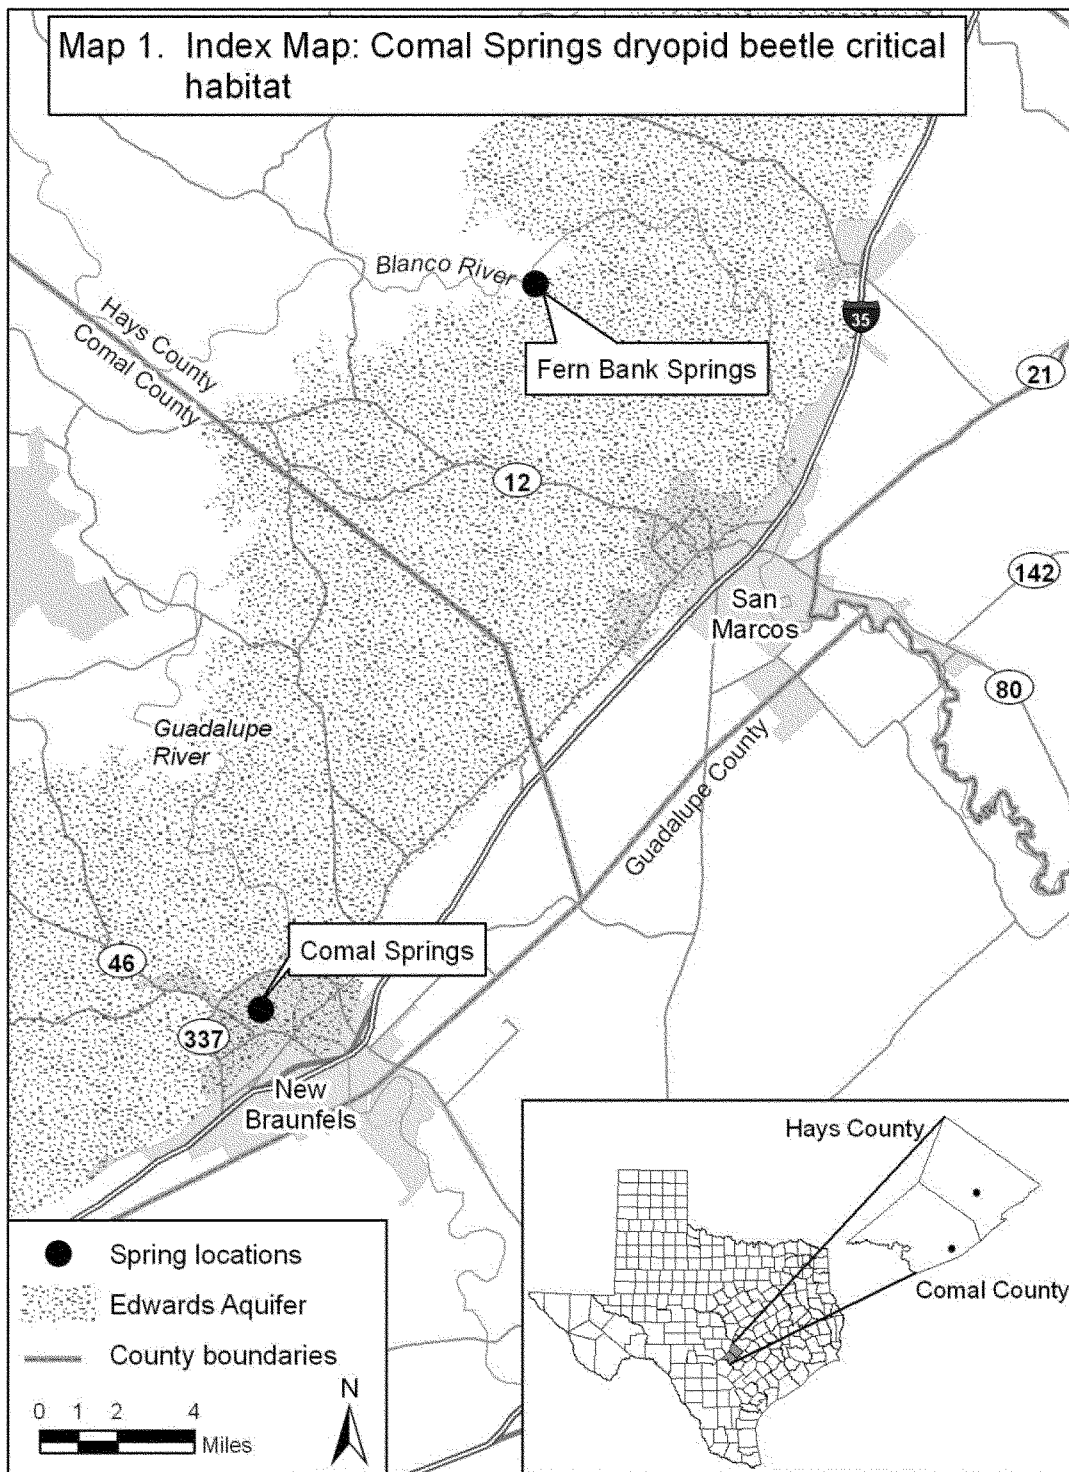 Map 1. Index Map: Comal Springs dryopid beetle critical
habitat
Blanco River
Hays County
Comal County
35
Fern Bank Springs
21
12
142
San
Marcos
80
Guadalupe
River
Guadalupe County
Comal Springs
46
337
New
Braunfels
Hays County
Comal County
Spring locations
Edwards Aquifer
County boundaries
N
0 1 2 4
Miles